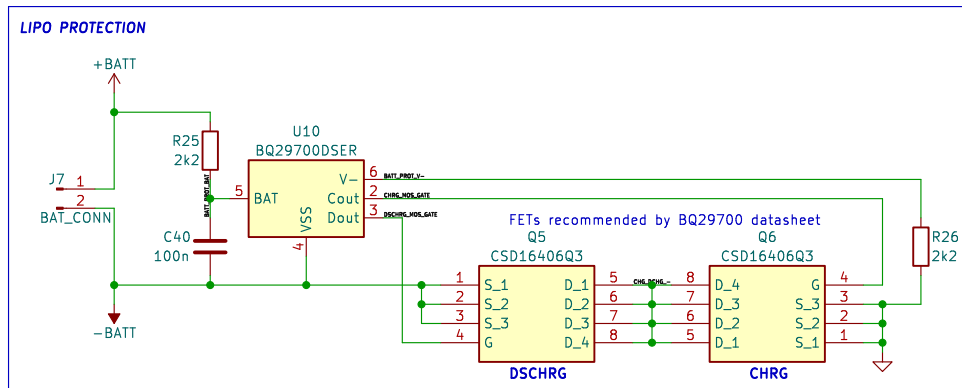 LIPO PROTECTION
+BATT
R25
2k2
U10
BQ29700DSER
J7
1
2
BAT_CONN
BATT_PROT_BAT
5 BAT
VSS
4
V- 6 BATT_PROT_V-
Cout 2 CHRG_MOS_GATE
Dout 3 DSCHRG_MOS_GATE
C40
100n
-BATT
FETs recommended by BQ29700 datasheet
Q5
CSD16406Q3
1 S_1 D_1 5
2 S_2 D_2 6
3 S_3 D_3 7
4 G D_4 8
DSCHRG
Q6
CSD16406Q3
8 D_4 G 4
7 D_3 S_3 3
6 D_2 S_2 2
5 D_1 S_1 1
CHRG
R26
2k2